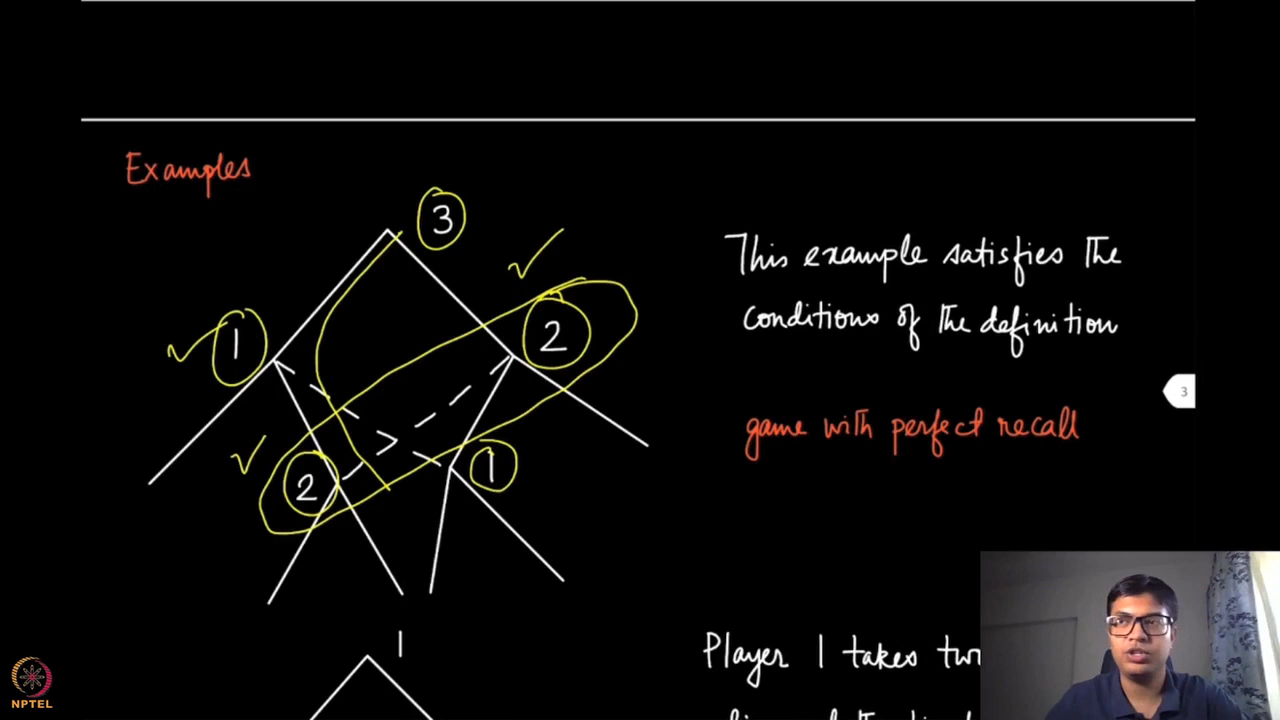 Examples
3
This example satisfies the
conditions of the definition
1
2
3
game with perfect recall
2
1
1
Player 1 takes
NPTEL